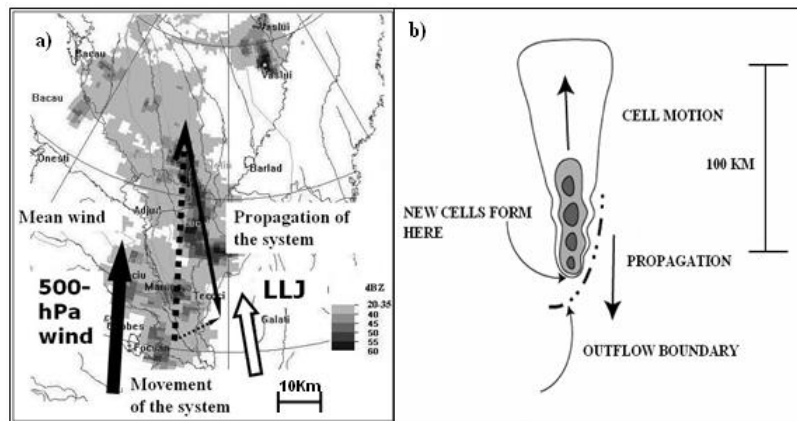 a)
Vaslui
Bacau
Vaslui
Bacau
Onesti
Barlad
Mean wind
Adjud
Propagation of
the system
500-
hPa
wind
LLJ
Tecuci
Galati
dBZ
20-35
40
45
50
55
60
Focsani
Movement
of the system
10Km
b)
CELL MOTION
100 KM
NEW CELLS FORM
HERE
PROPAGATION
OUTFLOW BOUNDARY